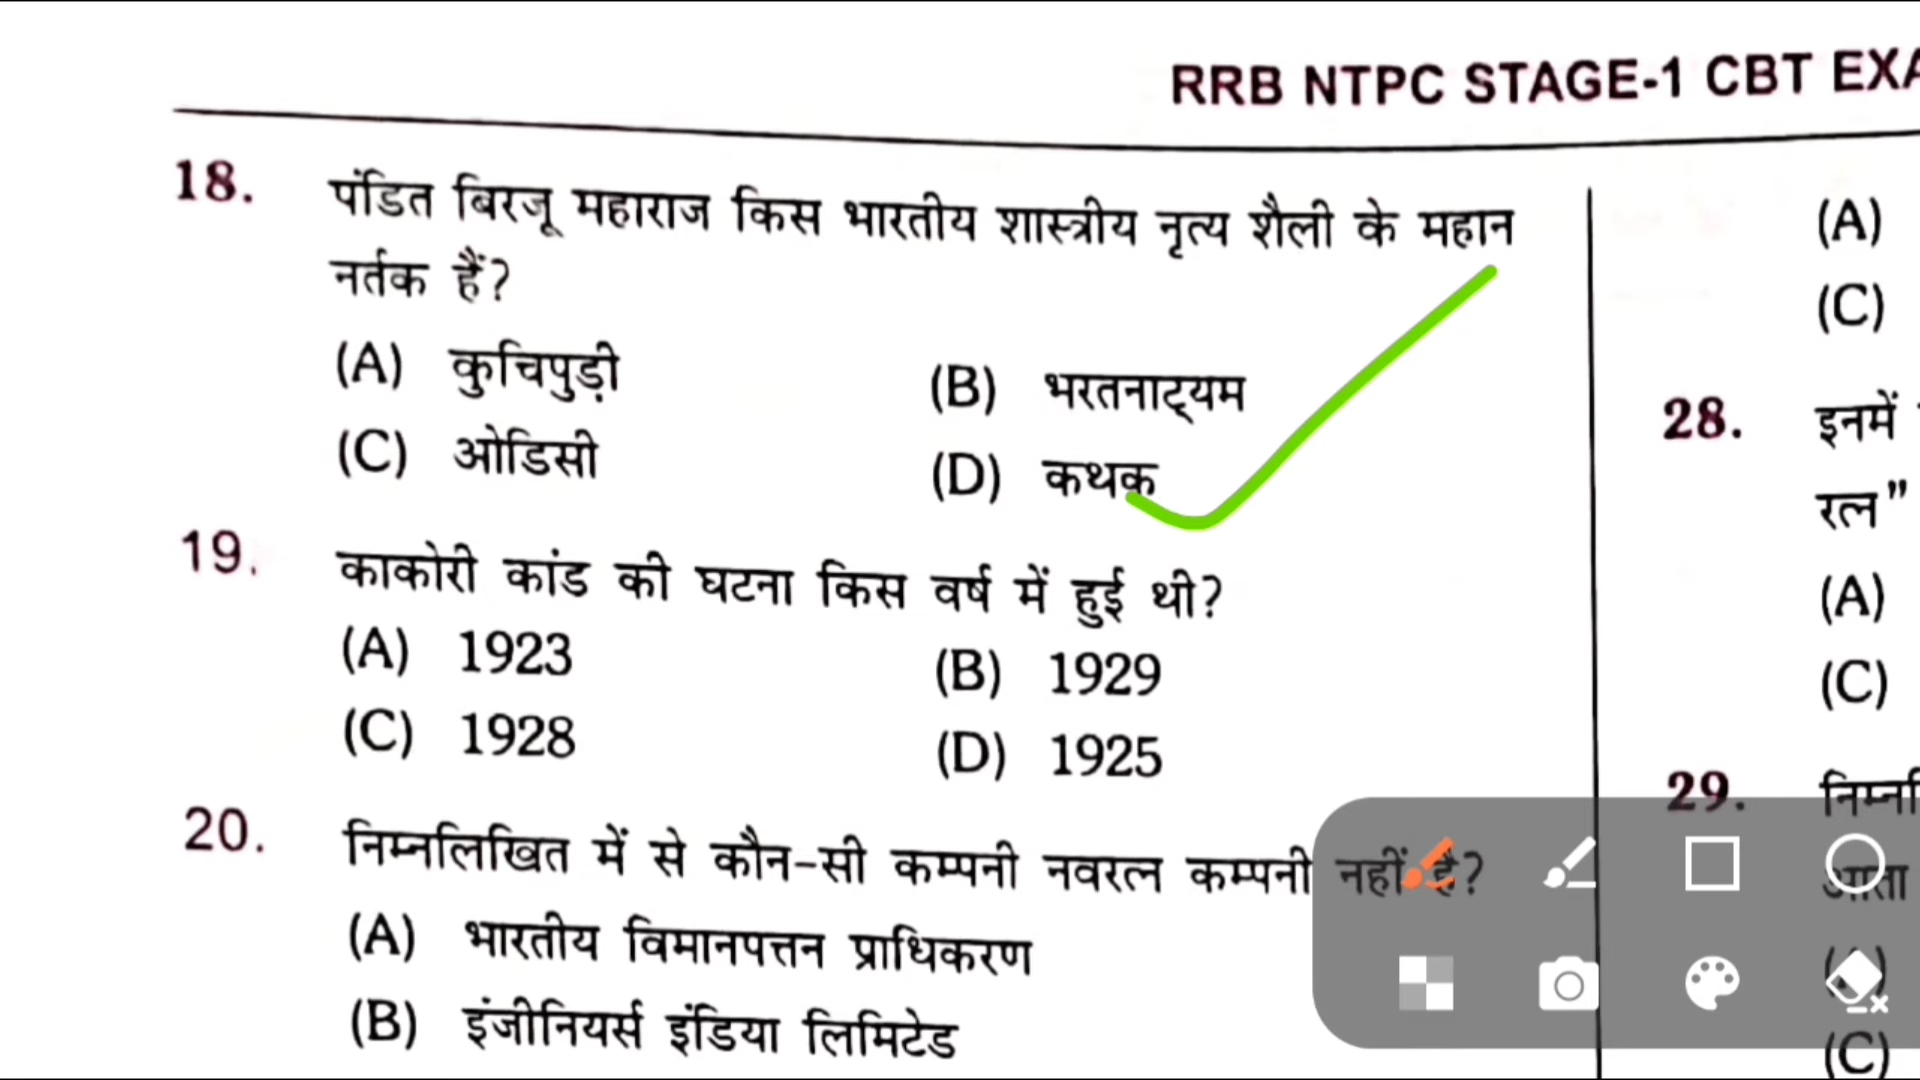 RRB NTPC STAGE-1 CBT EXA
18. पंडित बिरजू महाराज किस भारतीय शास्त्रीय नृत्य शैली के महान
नर्तक हैं?
(A) कुचिपुड़ी (B) भरतनाट्यम
(C) ओडिसी (D) कथक
19. काकोरी कांड की घटना किस वर्ष में हुई थी?
(A) 1923 (B) 1929
(C) 1928 (D) 1925
20. निम्नलिखित में से कौन-सी कम्पनी नवरत्न कम्पनी नहीं है?
(A) भारतीय विमानपत्तन प्राधिकरण
(B) इंजीनियर्स इंडिया लिमिटेड
(A)
(C)
28. इनमें
रत्न”
(A)
(C)
29.
(C)